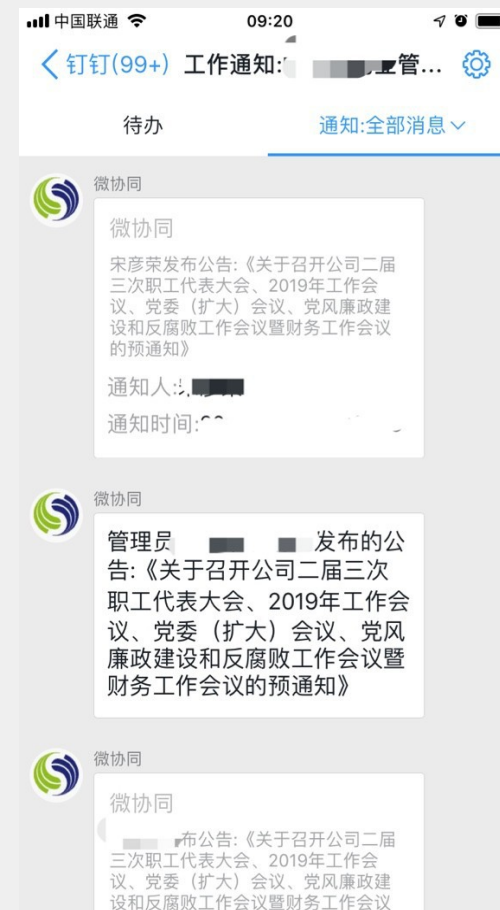 中国联通
09:20
钉钉(99+) 工作通知: 管...
待办
通知:全部消息
微协同
微协同
宋彦荣发布公告:《关于召开公司二届
三次职工代表大会、2019年工作会
议、党委（扩大）会议、党风廉政建
设和反腐败工作会议暨财务工作会议
的预通知》
通知人:
通知时间:
微协同
管理员 发布的公
告:《关于召开公司二届三次
职工代表大会、2019年工作会
议、党委（扩大）会议、党风
廉政建设和反腐败工作会议暨
财务工作会议的预通知》
微协同
微协同
布公告:《关于召开公司二届
三次职工代表大会、2019年工作会
议、党委（扩大）会议、党风廉政建
设和反腐败工作会议暨财务工作会议